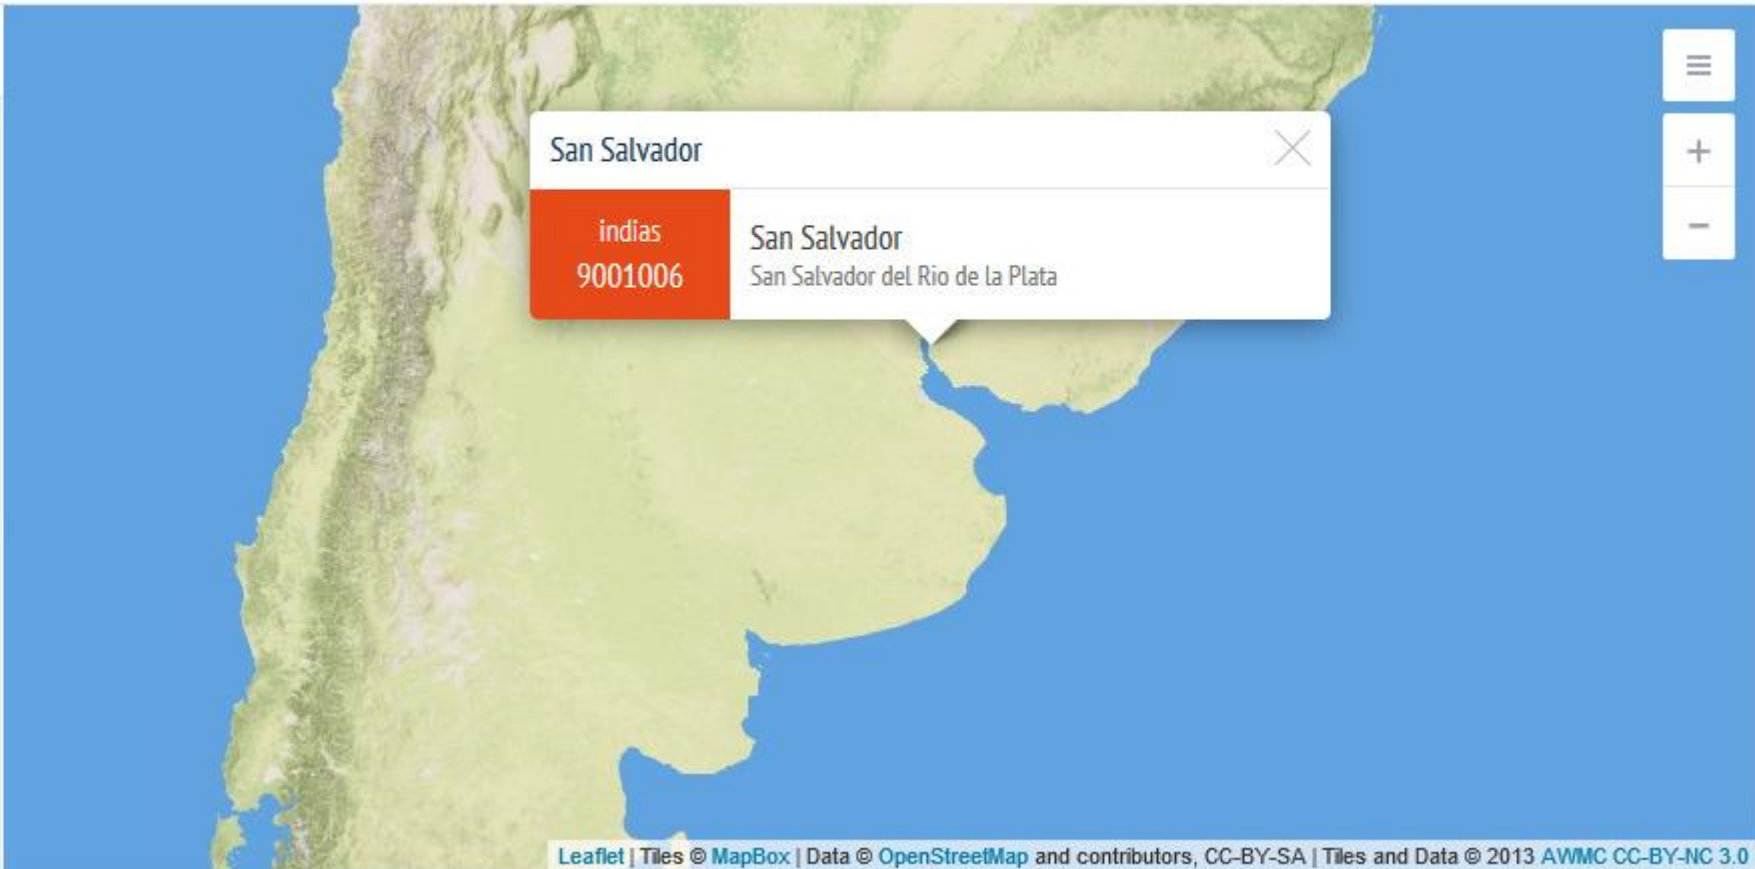 San Salvador
indias
9001006
San Salvador
San Salvador del Rio de la Plata
Leaflet | Tiles © MapBox | Data © OpenStreetMap and contributors, CC-BY-SA | Tiles and Data © 2013 AWMC CC-BY-NC 3.0